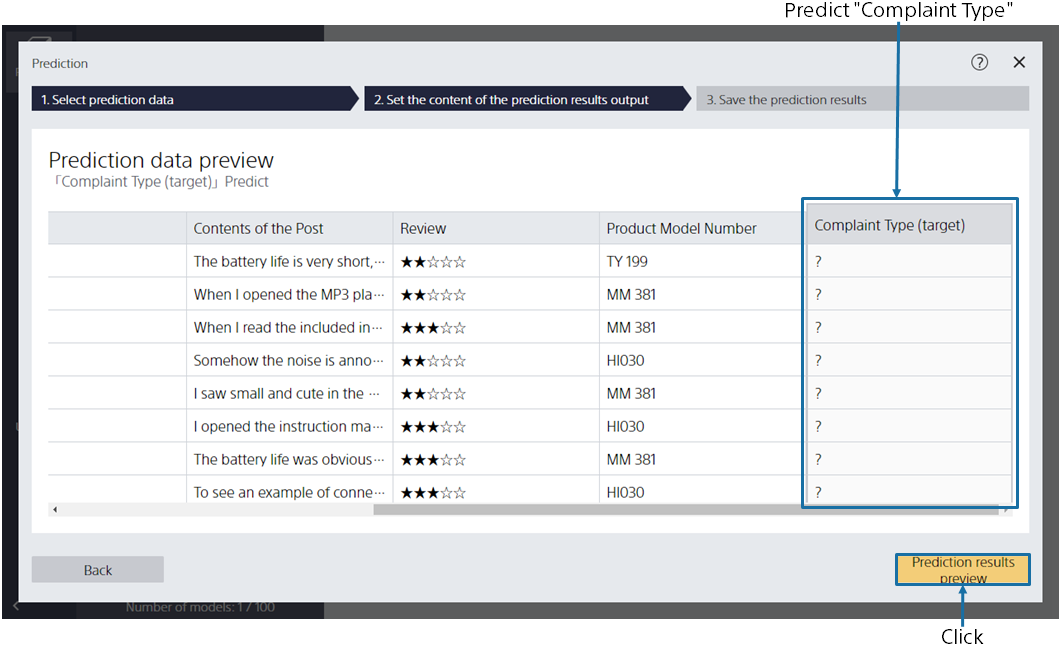 Predict "Complaint Type"
Prediction
1. Select prediction data
2. Set the content of the prediction results output
3. Save the prediction results
Prediction data preview
「Complaint Type (target)」 Predict
Contents of the Post Review Product Model Number Complaint Type (target)
The battery life is very short,··· ★★☆☆☆ TY 199 ?
When I opened the MP3 pla··· ★★☆☆☆ MM 381 ?
When I read the included in··· ★★★☆☆ MM 381 ?
Somehow the noise is anno··· ★★☆☆☆ HI030 ?
I saw small and cute in the ··· ★★☆☆☆ MM 381 ?
I opened the instruction ma··· ★★★☆☆ HI030 ?
The battery life was obvious··· ★★★☆☆ MM 381 ?
To see an example of conne··· ★★★☆☆ HI030 ?
Back
Prediction results
preview
Number of models: 1 / 100
Click